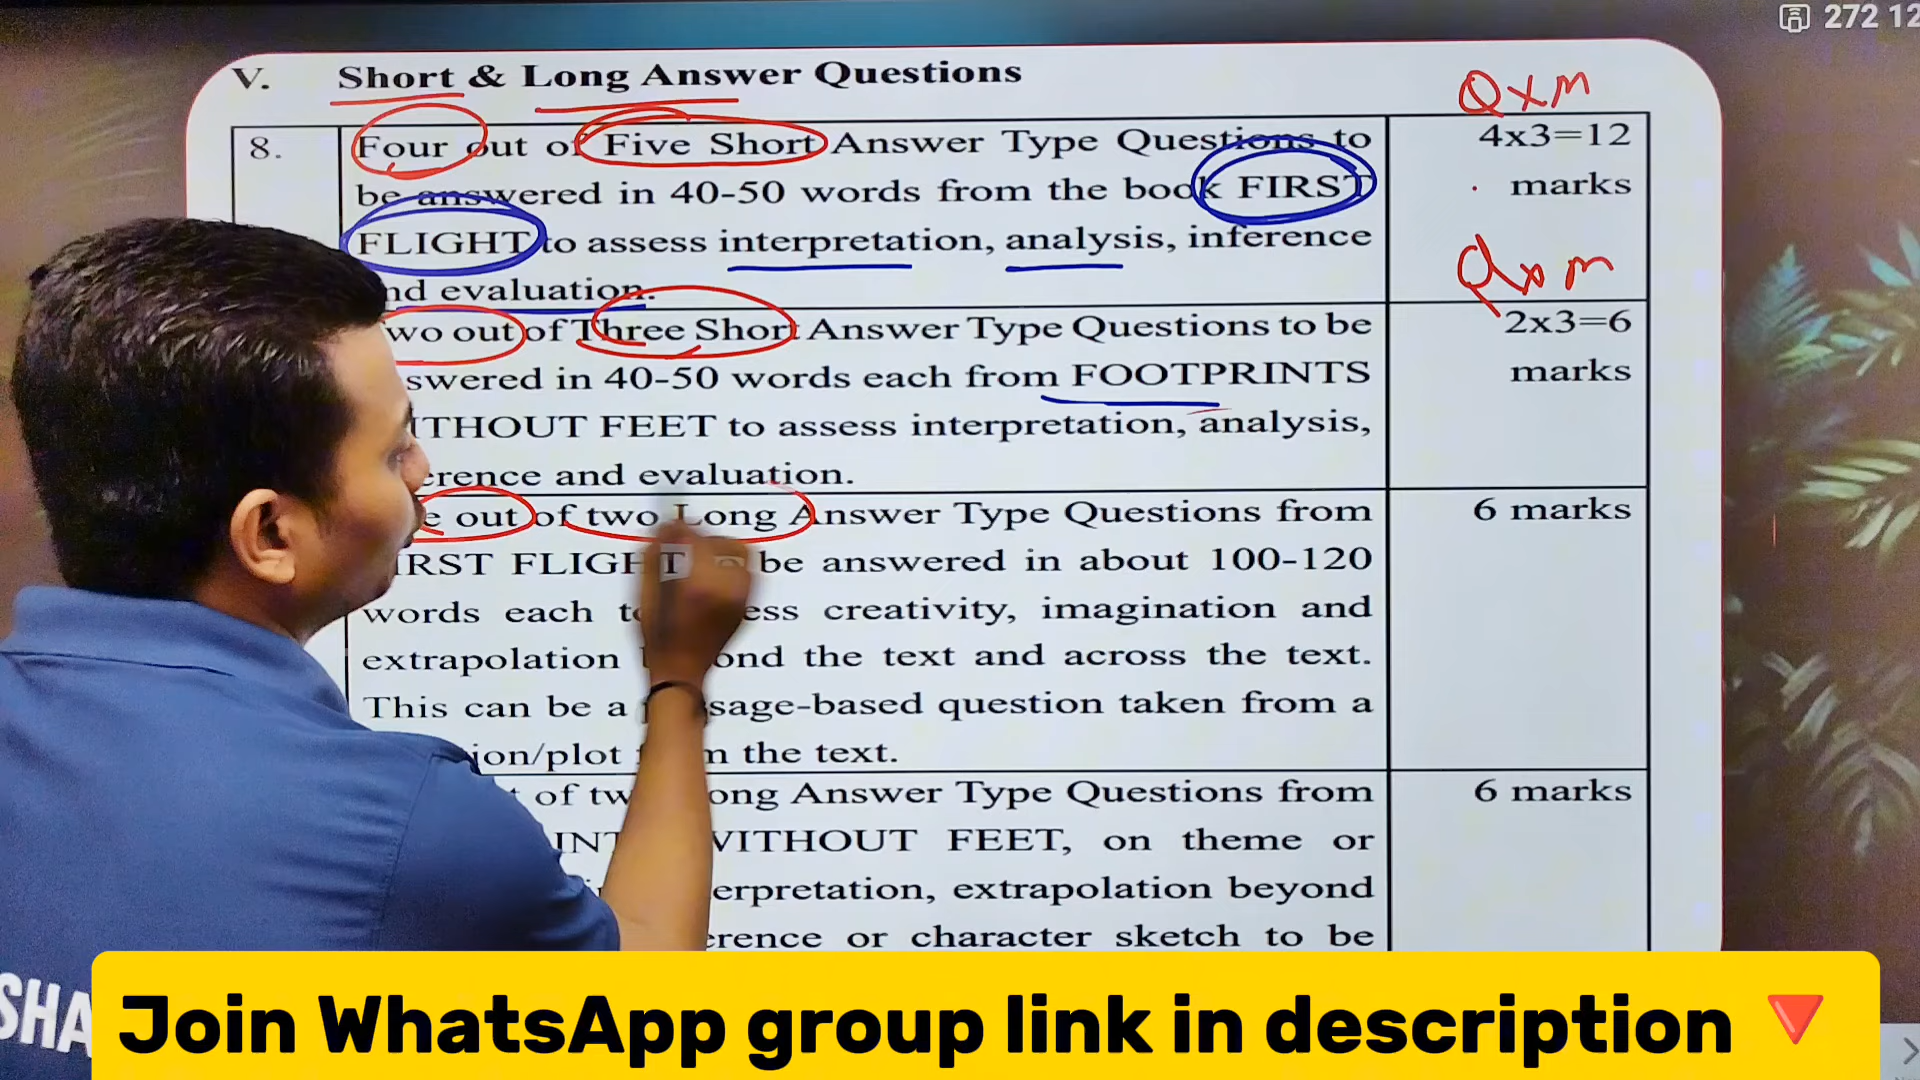 272 12
V. Short & Long Answer Questions
Q x m
8. Four out of Five Short Answer Type Questions to
be answered in 40-50 words from the book FIRST
FLIGHT to assess interpretation, analysis, inference
nd evaluation.
4x3=12
marks
Q x m
wo out of Three Short Answer Type Questions to be
swered in 40-50 words each from FOOTPRINTS
ITHOUT FEET to assess interpretation, analysis,
erence and evaluation.
2x3=6
marks
e out of two Long Answer Type Questions from
IRST FLIGHT be answered in about 100-120
words each to ess creativity, imagination and
extrapolation ond the text and across the text.
This can be a sage-based question taken from a
ion/plot m the text.
6 marks
of tw ong Answer Type Questions from
INT WITHOUT FEET, on theme or
erpretation, extrapolation beyond
erence or character sketch to be
6 marks
SHA
Join WhatsApp group link in description